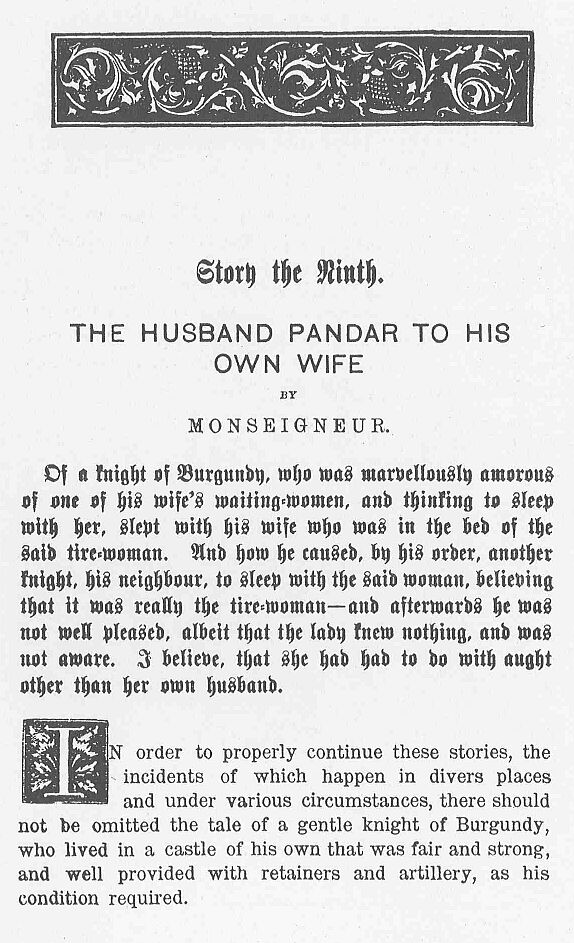 Story the Ninth.
THE HUSBAND PANDAR TO HIS
OWN WIFE
BY
MONSEIGNEUR.
Of a knight of Burgundy, who was marvellously amorous
of one of his wife's waiting-women, and thinking to sleep
with her, slept with his wife who was in the bed of the
said tire-woman. And how he caused, by his order, another
knight, his neighbour, to sleep with the said woman, believing
that it was really the tire-woman—and afterwards he was
not well pleased, albeit that the lady knew nothing, and was
not aware. I believe, that she had had to do with aught
other than her own husband.
IN order to properly continue these stories, the
incidents of which happen in divers places
and under various circumstances, there should
not be omitted the tale of a gentle knight of Burgundy,
who lived in a castle of his own that was fair and strong,
and well provided with retainers and artillery, as his
condition required.